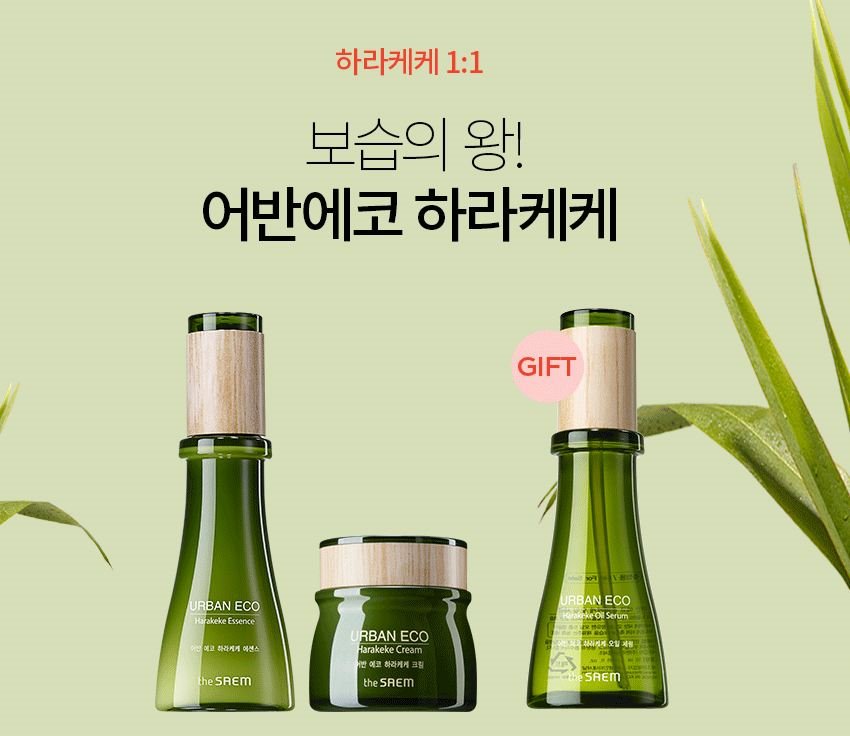 하라케케 1:1
보습의 왕!
어반에코 하라케케
GIFT
URBAN ECO
Harakeke Essence
어반 에코 하라케케 에센스
the SAEM
URBAN ECO
Harakeke Cream
어반 에코 하라케케 크림
the SAEM
URBAN ECO
Harakeke Oil Serum
어반 에코 하라케케 오일 세럼
the SAEM